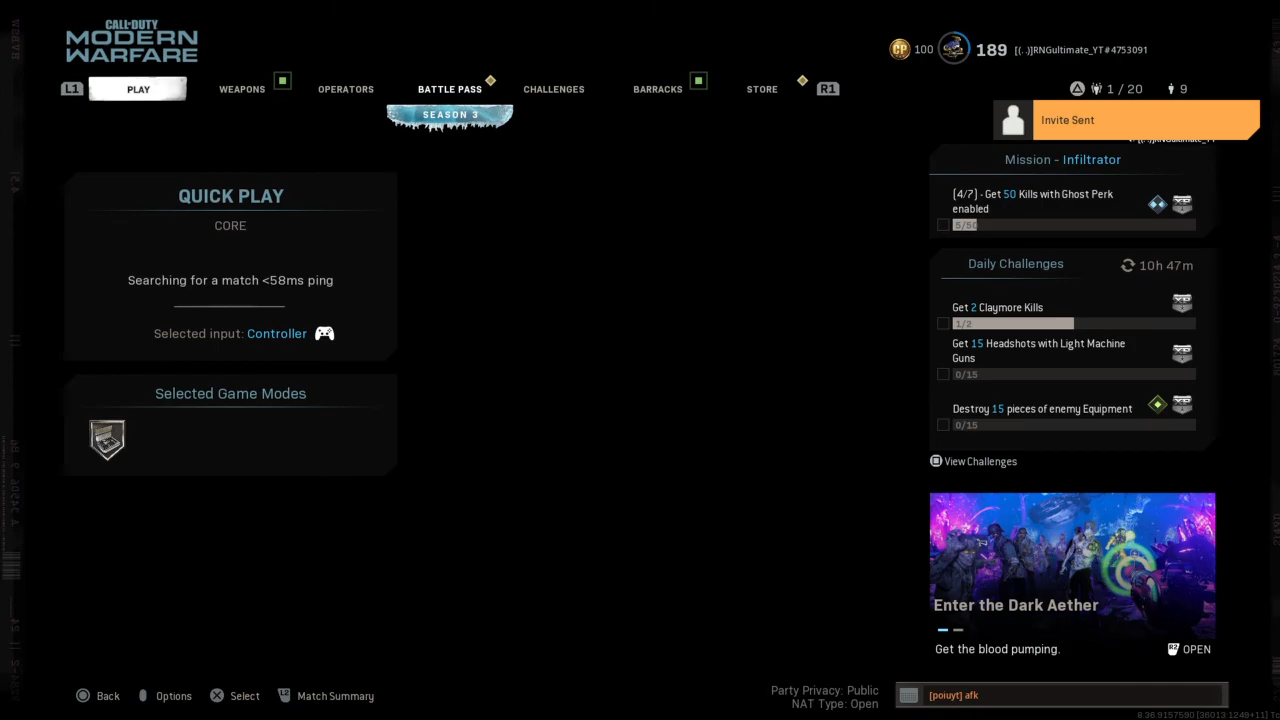 CALL OF DUTY
MODERN
WARFARE
CP 100
189
[(..)]RNGultimate_YT#4753091
L1
PLAY
WEAPONS
OPERATORS
BATTLE PASS
CHALLENGES
BARRACKS
STORE
R1
SEASON 3
1 / 20
9
Invite Sent
Mission - Infiltrator
(4/7) - Get 50 Kills with Ghost Perk
enabled
5/50
Daily Challenges
10h 47m
Get 2 Claymore Kills
1/2
Get 15 Headshots with Light Machine
Guns
0/15
Destroy 15 pieces of enemy Equipment
0/15
View Challenges
QUICK PLAY
CORE
Searching for a match <58ms ping
Selected input: Controller
Selected Game Modes
Enter the Dark Aether
Get the blood pumping.
R2 OPEN
Back
Options
Select
L2 Match Summary
Party Privacy: Public
NAT Type: Open
[poiuyt] afk